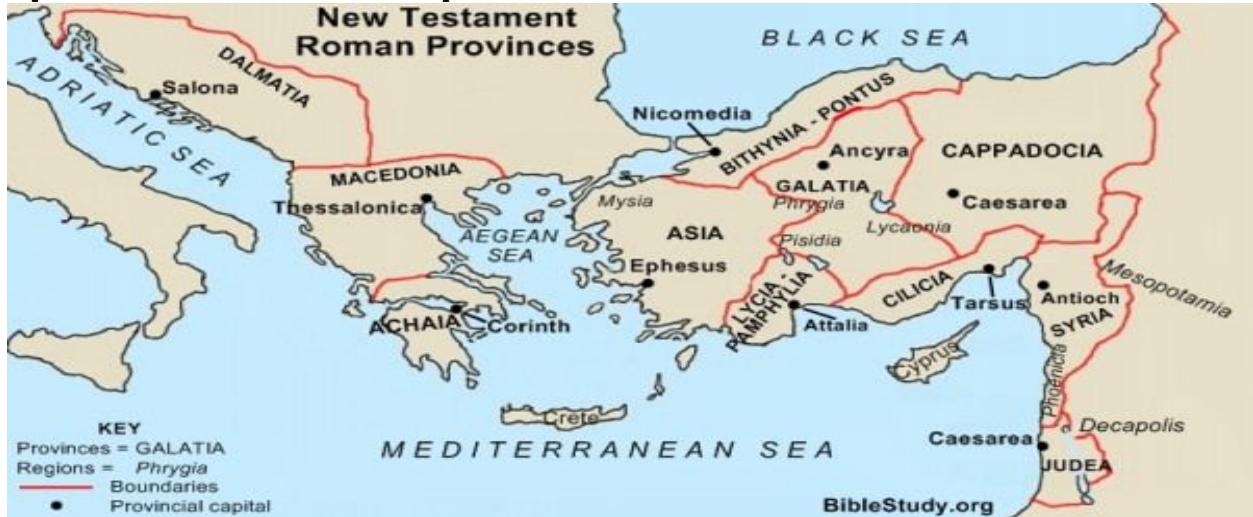 New Testament
Roman Provinces
BLACK SEA
ADRIATIC SEA
DALMATIA
Salona
Nicomedia
BITHYNIA - PONTUS
Ancyra
CAPPADOCIA
MACEDONIA
GALATIA
Thessalonica
Mysia
Phrygia
Caesarea
Lycaonia
AEGEAN
SEA
ASIA
Pisidia
Ephesus
Mesopotamia
LYCIA -
PAMPHYLIA
CILICIA
Tarsus
Antioch
ACHAIA
Corinth
Attalia
SYRIA
Cyprus
Phoenicia
Crete
Decapolis
MEDITERRANEAN SEA
Caesarea
JUDEA
KEY
Provinces = GALATIA
Regions = Phrygia
Boundaries
Provincial capital
BibleStudy.org